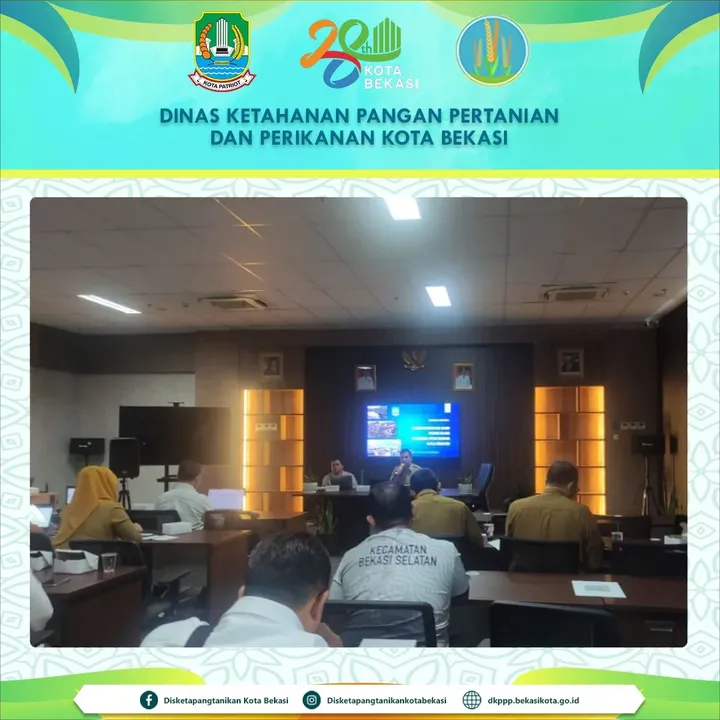 KOTA PATRIOT
28th
KOTA
BEKASI
DINAS KETAHANAN PANGAN PERTANIAN
DAN PERIKANAN KOTA BEKASI
KECAMATAN
BEKASI SELATAN
Disketapangtanikan Kota Bekasi
Disketapangtanikankotabekasi
dkppp.bekasikota.go.id